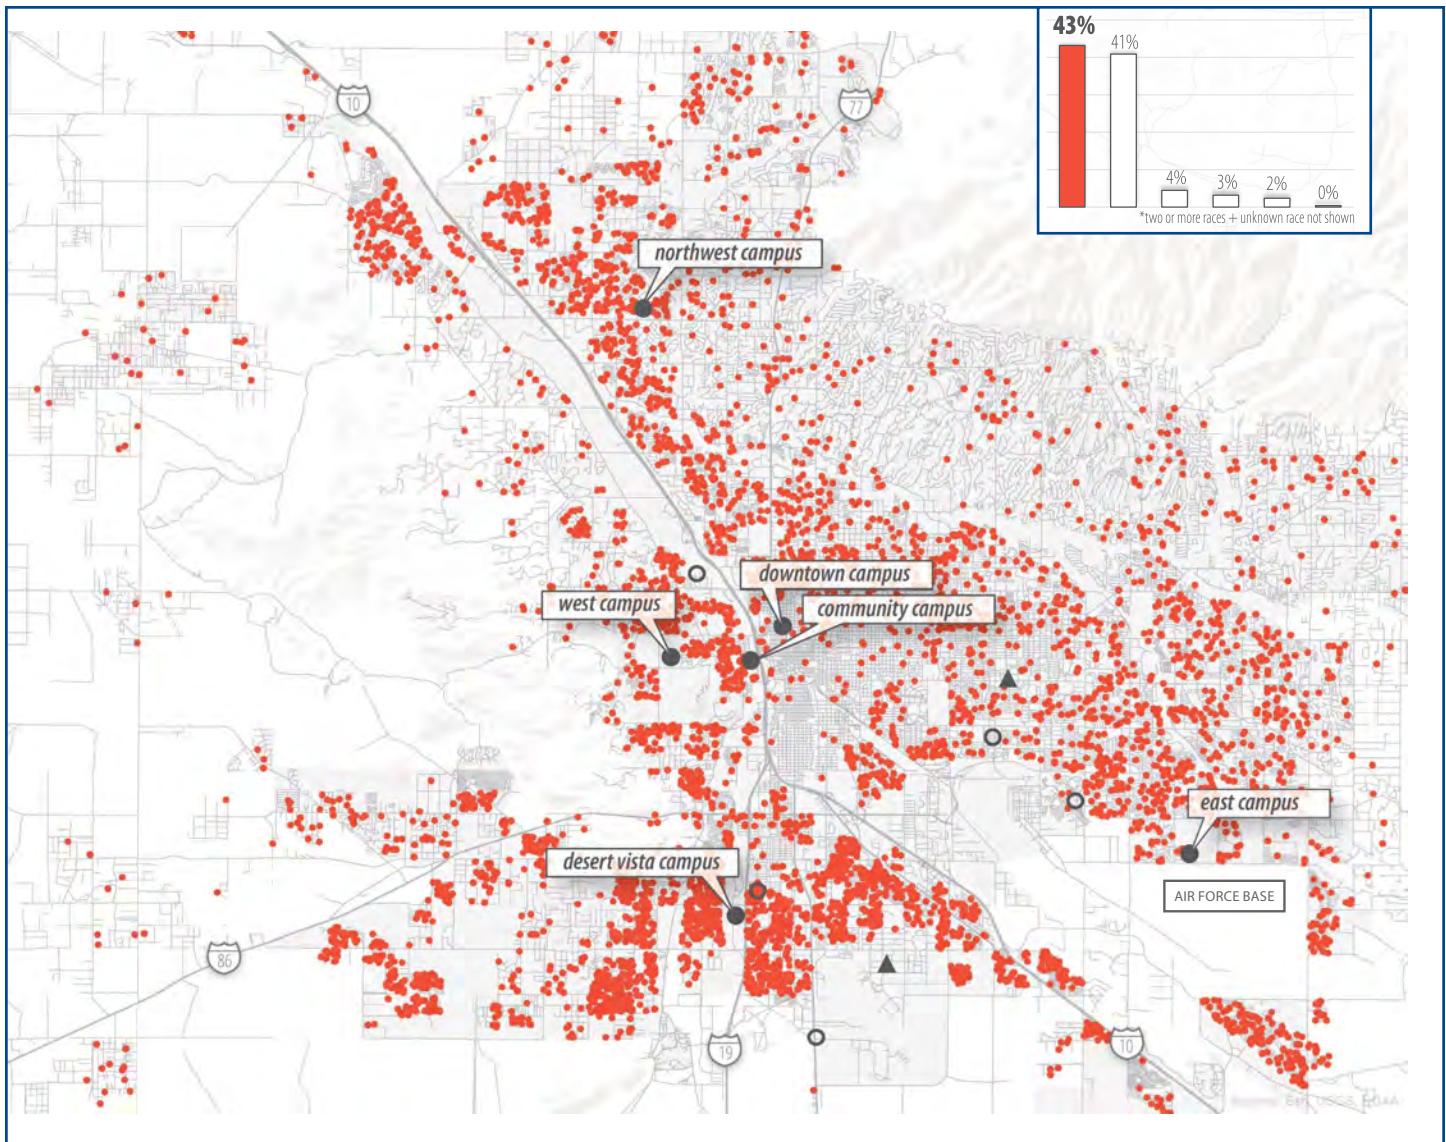 43%
41%
4%
3%
2%
0%
*two or more races + unknown race not shown
10
77
northwest campus
downtown campus
west campus
community campus
east campus
desert vista campus
AIR FORCE BASE
86
19
10